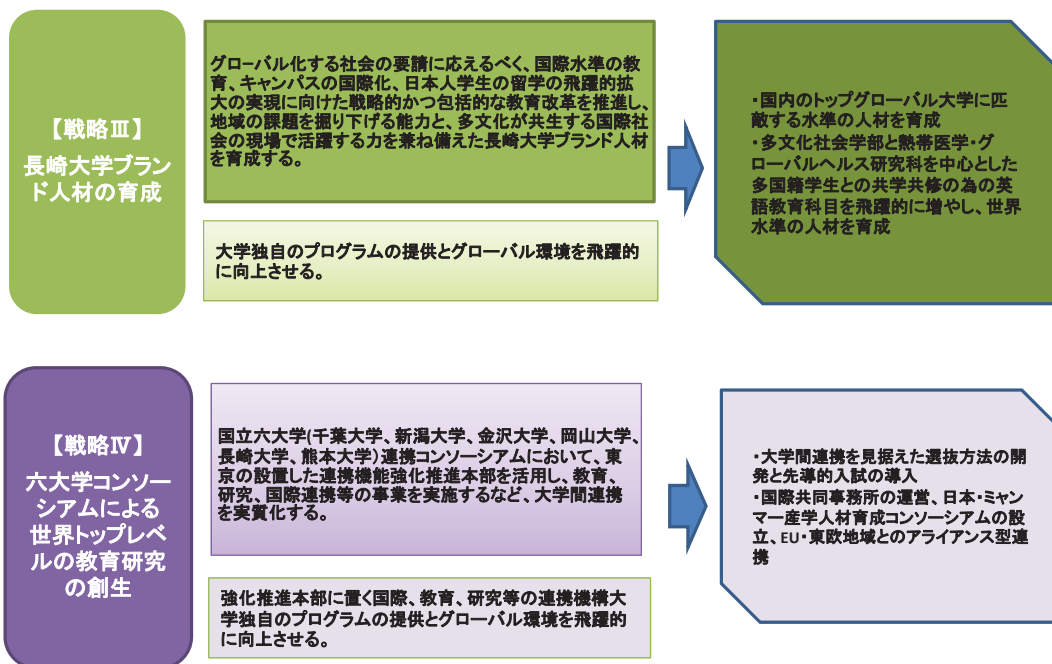 【戦略Ⅲ】
長崎大学ブラン
ド人材の育成
グローバル化する社会の要請に応えるべく、国際水準の教
育、キャンパスの国際化、日本人学生の留学の飛躍的拡
大の実現に向けた戦略的かつ包括的な教育改革を推進し、
地域の課題を掘り下げる能力と、多文化が共生する国際社
会の現場で活躍する力を兼ね備えた長崎大学ブランド人材
を育成する。
大学独自のプログラムの提供とグローバル環境を飛躍的
に向上させる。
・国内のトップグローバル大学に匹
敵する水準の人材を育成
・多文化社会学部と熱帯医学・グ
ローバルヘルス研究科を中心とした
多国籍学生との共学共修の為の英
語教育科目を飛躍的に増やし、世界
水準の人材を育成
【戦略Ⅳ】
六大学コンソー
シアムによる
世界トップレベ
ルの教育研究
の創生
国立六大学(千葉大学、新潟大学、金沢大学、岡山大学、
長崎大学、熊本大学）連携コンソーシアムにおいて、東
京の設置した連携機能強化推進本部を活用し、教育、
研究、国際連携等の事業を実施するなど、大学間連携
を実質化する。
強化推進本部に置く国際、教育、研究等の連携機構大
学独自のプログラムの提供とグローバル環境を飛躍的
に向上させる。
・大学間連携を見据えた選抜方法の開
発と先導的入試の導入
・国際共同事務所の運営、日本・ミャン
マー産学人材育成コンソーシアムの設
立、EU・東欧地域とのアライアンス型連
携